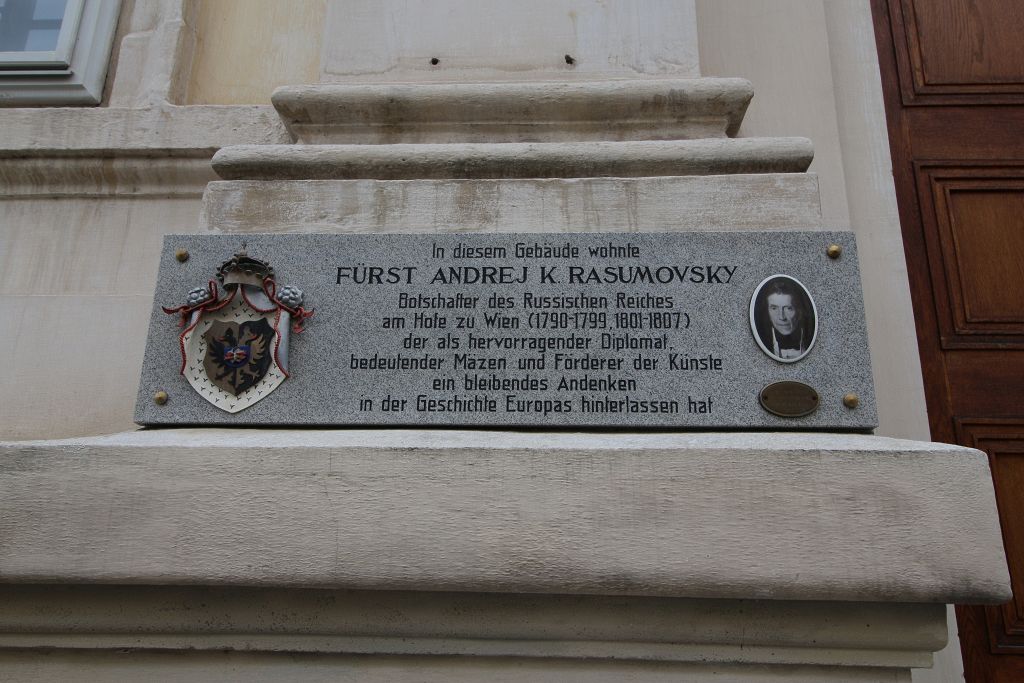 In diesem Gebäude wohnte
FÜRST ANDREJ K. RASUMOVSKY
Botschafter des Russischen Reiches
am Hofe zu Wien (1790-1799, 1801-1807)
der als hervorragender Diplomat,
bedeutender Mäzen und Förderer der Künste
ein bleibendes Andenken
in der Geschichte Europas hinterlassen hat